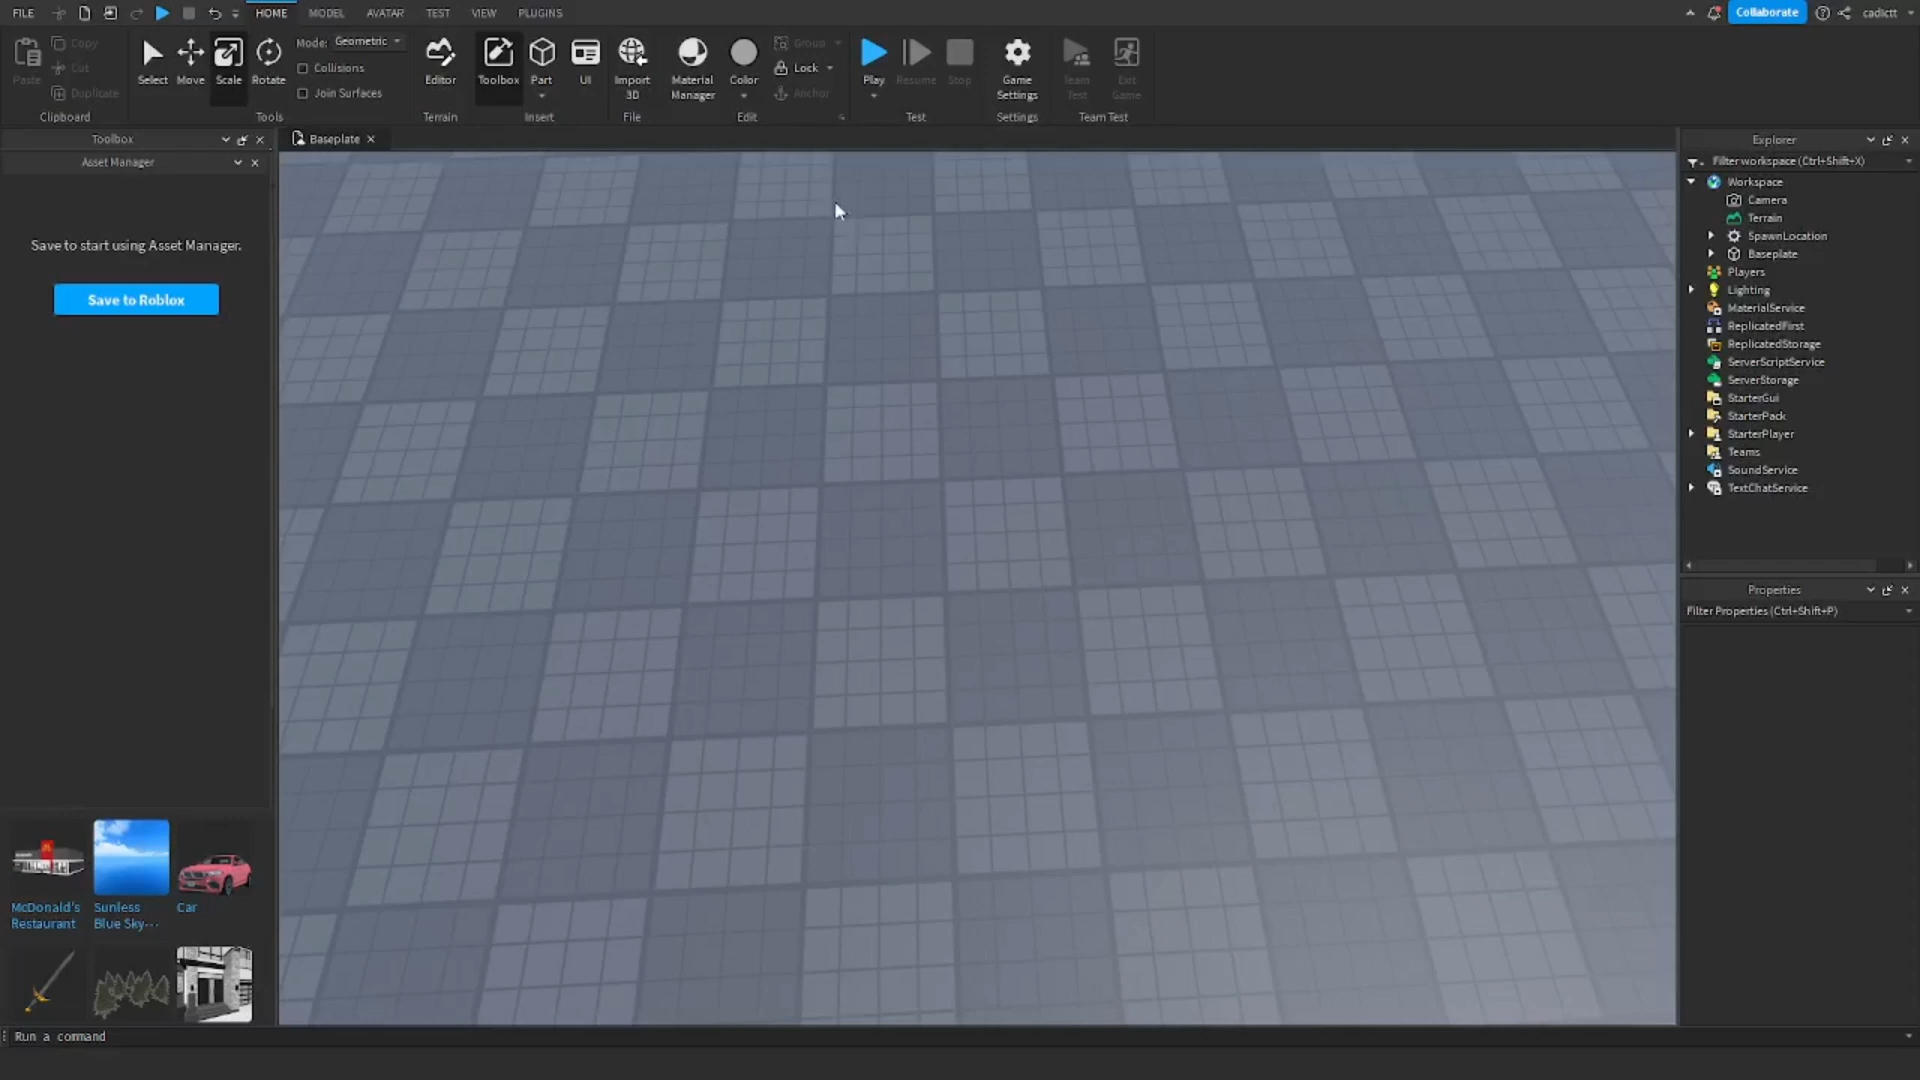 FILE
HOME MODEL AVATAR TEST VIEW PLUGINS
Collaborate
cadictt
Paste
Copy
Cut
Duplicate
Clipboard
Select Move Scale Rotate
Mode: Geometric
Collisions
Join Surfaces
Tools
Editor
Terrain
Toolbox Part UI
Insert
Import
3D
File
Material
Manager
Color
Group
Lock
Anchor
Edit
Play Resume Stop
Test
Game
Settings
Settings
Team
Test
Exit
Game
Team Test
Toolbox
Asset Manager
Save to start using Asset Manager.
Save to Roblox
McDonald's
Restaurant
Sunless
Blue Sky...
Car
Baseplate
Explorer
Filter workspace (Ctrl+Shift+X)
Workspace
Camera
Terrain
SpawnLocation
Baseplate
Players
Lighting
MaterialService
ReplicatedFirst
ReplicatedStorage
ServerScriptService
ServerStorage
StarterGui
StarterPack
StarterPlayer
Teams
SoundService
TextChatService
Properties
Filter Properties (Ctrl+Shift+P)
Run a command